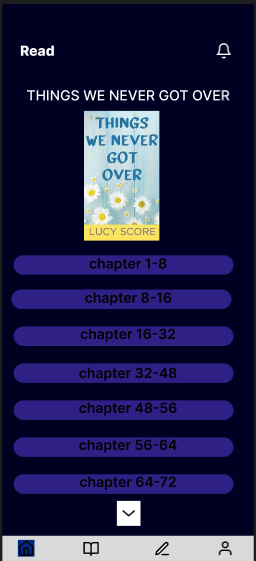 Read
THINGS WE NEVER GOT OVER
THINGS
WE NEVER
GOT
OVER
LUCY SCORE
chapter 1-8
chapter 8-16
chapter 16-32
chapter 32-48
chapter 48-56
chapter 56-64
chapter 64-72